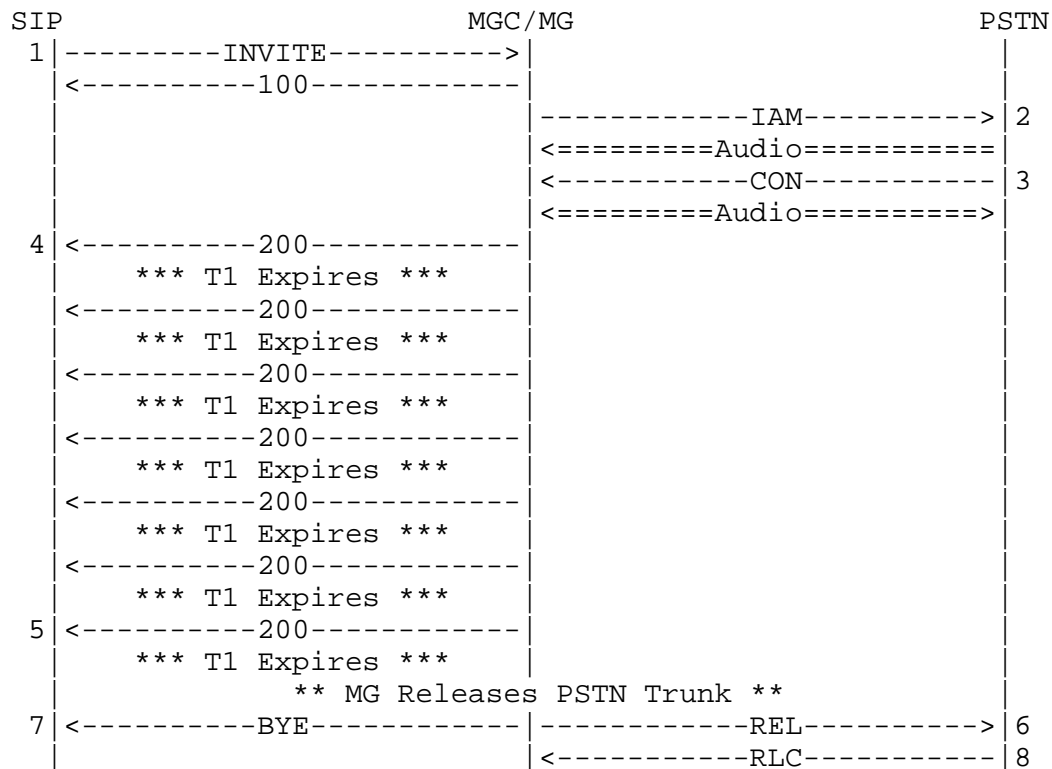 SIP MGC/MG PSTN
1|---------INVITE---------->| |
|<----------100------------| |
| |------------IAM---------->|2
| |<=========Audio===========|
| |<-----------CON-----------|3
| |<=========Audio==========>|
4|<----------200------------| |
| *** T1 Expires *** | |
|<----------200------------| |
| *** T1 Expires *** | |
|<----------200------------| |
| *** T1 Expires *** | |
|<----------200------------| |
| *** T1 Expires *** | |
|<----------200------------| |
| *** T1 Expires *** | |
|<----------200------------| |
| *** T1 Expires *** | |
5|<----------200------------| |
| *** T1 Expires *** | |
| ** MG Releases PSTN Trunk ** |
7|<----------BYE------------|------------REL---------->|6
| |<-----------RLC-----------|8